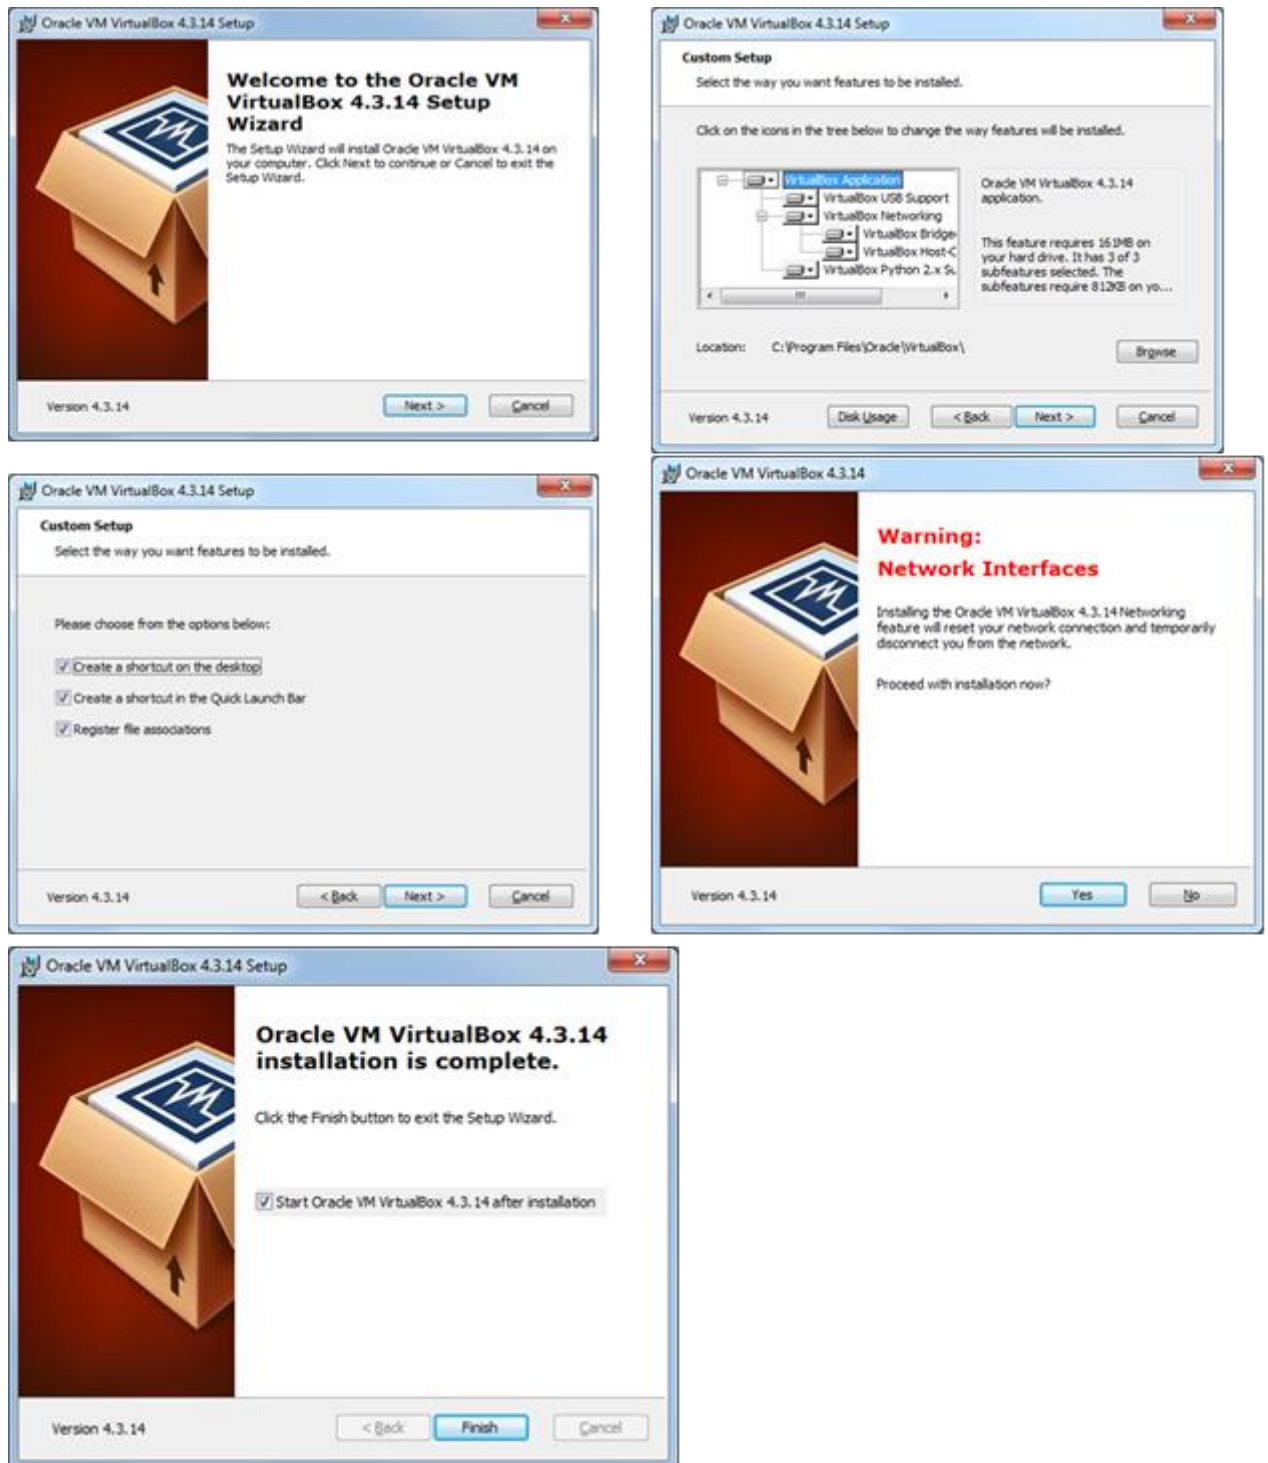 Oracle VM VirtualBox 4.3.14 Setup
Welcome to the Oracle VM
VirtualBox 4.3.14 Setup
Wizard
The Setup Wizard will install Oracle VM VirtualBox 4.3.14 on
your computer. Click Next to continue or Cancel to exit the
Setup Wizard.
Version 4.3.14
Next >
Cancel
Oracle VM VirtualBox 4.3.14 Setup
Custom Setup
Select the way you want features to be installed.
Click on the icons in the tree below to change the way features will be installed.
VirtualBox Application
VirtualBox USB Support
VirtualBox Networking
VirtualBox Bridge
VirtualBox Host-C
VirtualBox Python 2.x Su
Oracle VM VirtualBox 4.3.14
application.
This feature requires 161MB on
your hard drive. It has 3 of 3
subfeatures selected. The
subfeatures require 812KB on yo...
Location: C:\Program Files\Oracle\VirtualBox\
Browse
Version 4.3.14
Disk Usage
< Back
Next >
Cancel
Oracle VM VirtualBox 4.3.14 Setup
Custom Setup
Select the way you want features to be installed.
Please choose from the options below:
Create a shortcut on the desktop
Create a shortcut in the Quick Launch Bar
Register file associations
Version 4.3.14
< Back
Next >
Cancel
Oracle VM VirtualBox 4.3.14
Warning:
Network Interfaces
Installing the Oracle VM VirtualBox 4.3.14 Networking
feature will reset your network connection and temporarily
disconnect you from the network.
Proceed with installation now?
Version 4.3.14
Yes
No
Oracle VM VirtualBox 4.3.14 Setup
Oracle VM VirtualBox 4.3.14
installation is complete.
Click the Finish button to exit the Setup Wizard.
Start Oracle VM VirtualBox 4.3.14 after installation
Version 4.3.14
< Back
Finish
Cancel